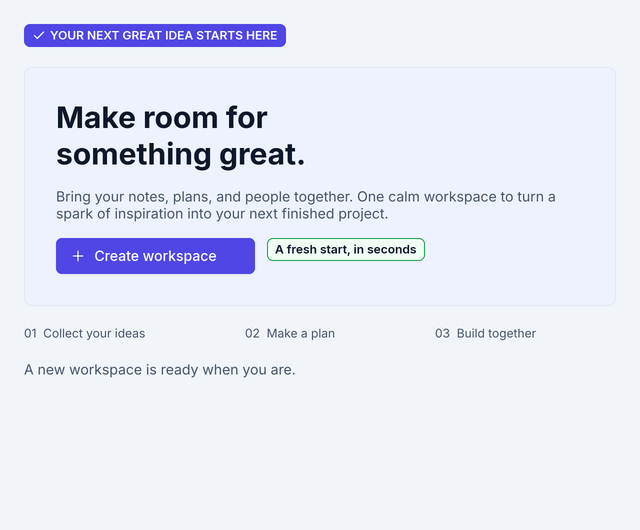 YOUR NEXT GREAT IDEA STARTS HERE
Make room for
something great.
Bring your notes, plans, and people together. One calm workspace to turn a
spark of inspiration into your next finished project.
Create workspace
A fresh start, in seconds
01 Collect your ideas
02 Make a plan
03 Build together
A new workspace is ready when you are.